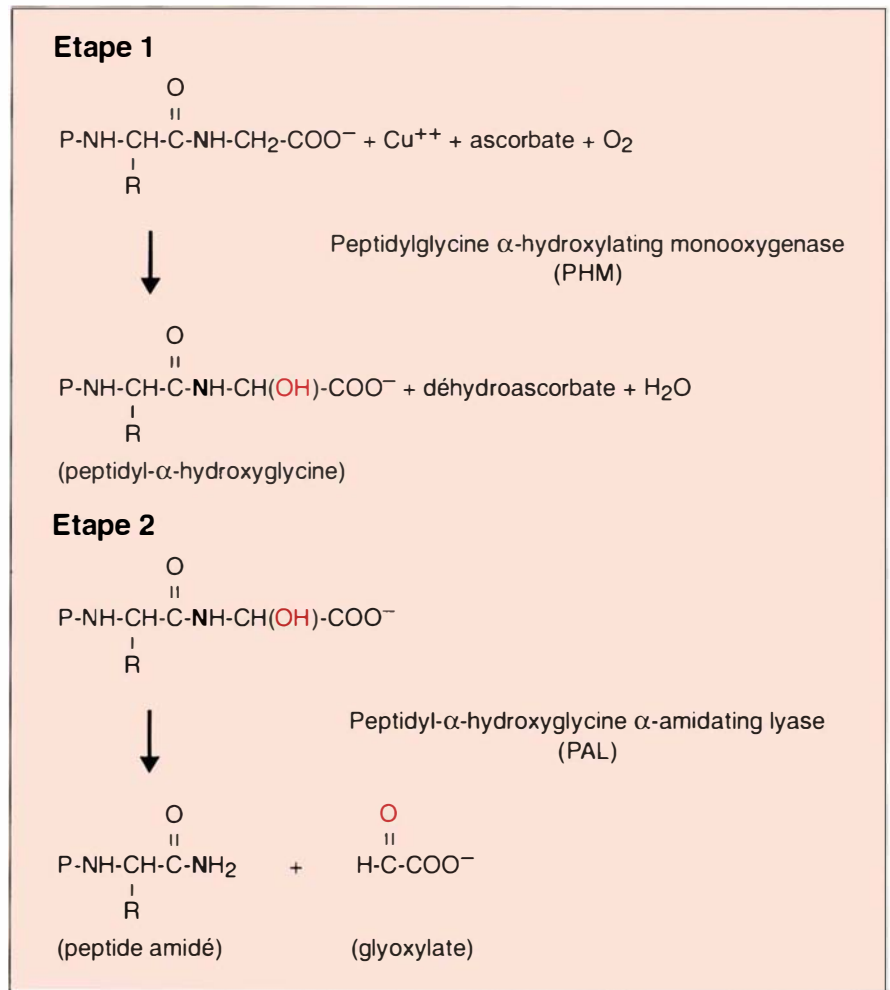 Etape 1
O
P-NH-CH-C-NH-CH2-COO− + Cu++ + ascorbate + O2
R
Peptidylglycine α-hydroxylating monooxygenase
(PHM)
O
P-NH-CH-C-NH-CH(OH)-COO− + déhydroascorbate + H2O
R
(peptidyl-α-hydroxyglycine)
Etape 2
O
P-NH-CH-C-NH-CH(OH)-COO−
R
Peptidyl-α-hydroxyglycine α-amidating lyase
(PAL)
O O
P-NH-CH-C-NH2 + H-C-COO−
R
(peptide amidé) (glyoxylate)